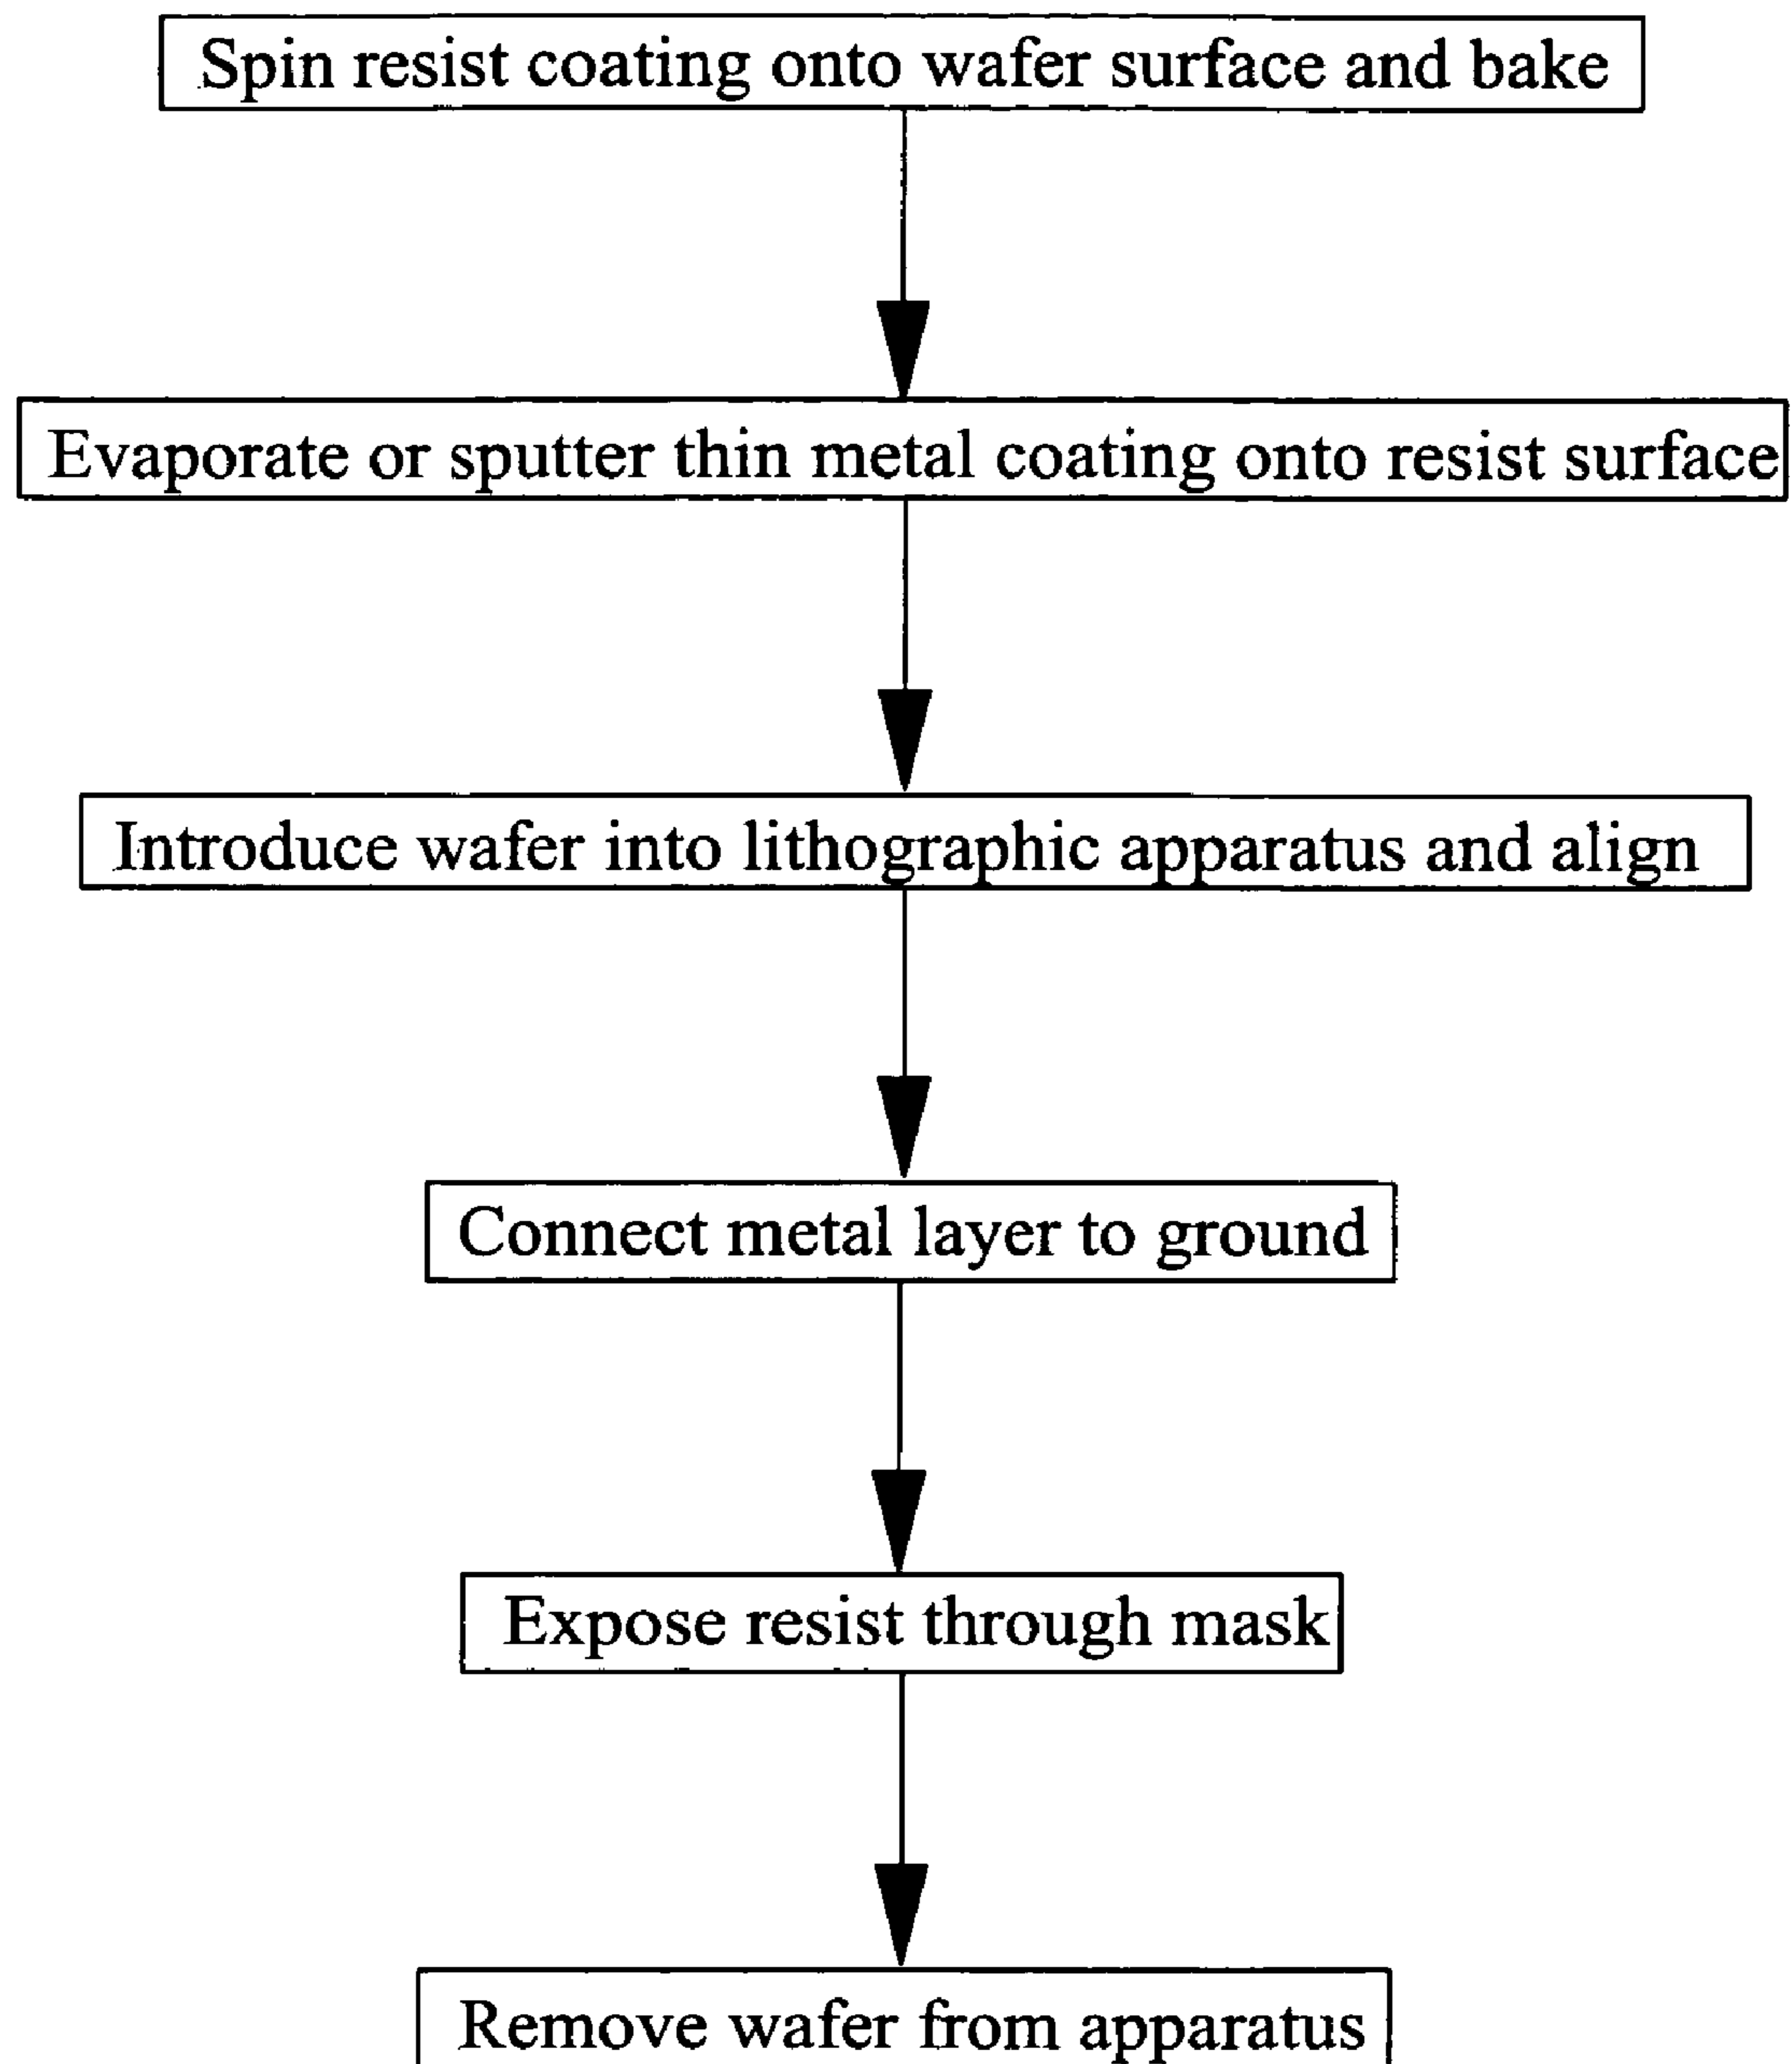 Spin resist coating onto wafer surface and bake
Evaporate or sputter thin metal coating onto resist surface
Introduce wafer into lithographic apparatus and align
Connect metal layer to ground
Expose resist through mask
Remove wafer from apparatus